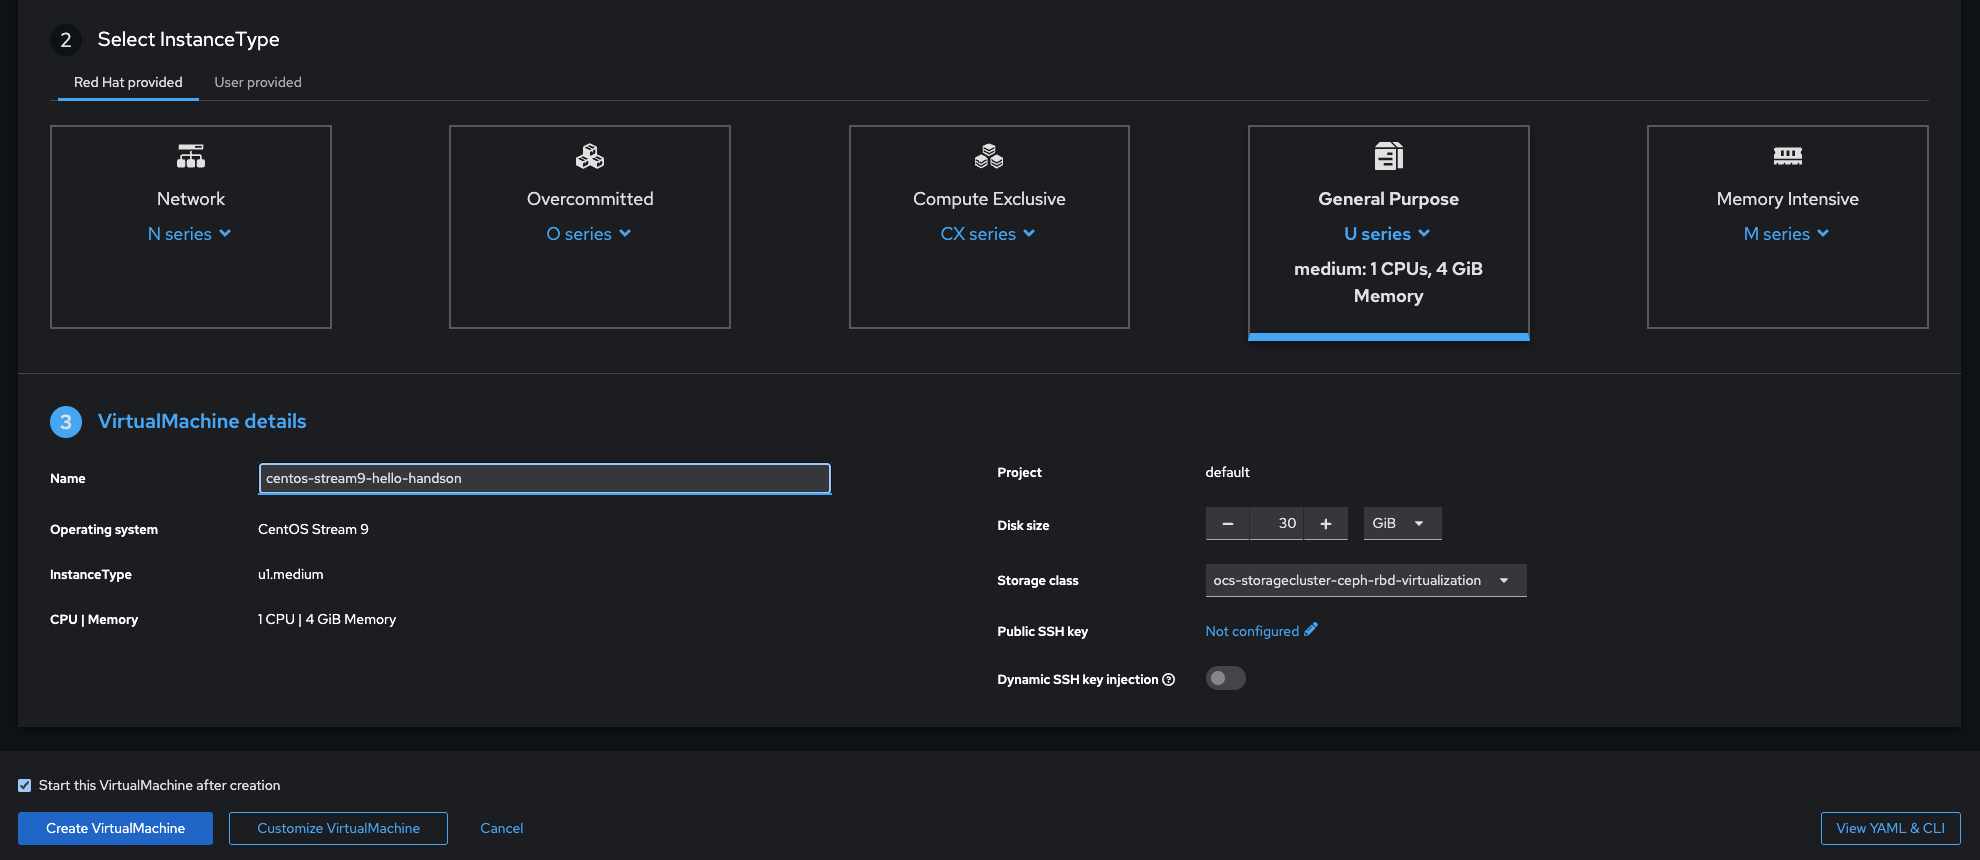 2 Select InstanceType
Red Hat provided User provided
Network
N series
Overcommitted
O series
Compute Exclusive
CX series
General Purpose
U series
medium: 1 CPUs, 4 GiB
Memory
Memory Intensive
M series
3 VirtualMachine details
Name centos-stream9-hello-handson
Operating system CentOS Stream 9
InstanceType u1.medium
CPU | Memory 1 CPU | 4 GiB Memory
Project default
Disk size 30 GiB
Storage class ocs-storagecluster-ceph-rbd-virtualization
Public SSH key Not configured
Dynamic SSH key injection
Start this VirtualMachine after creation
Create VirtualMachine Customize VirtualMachine Cancel View YAML & CLI